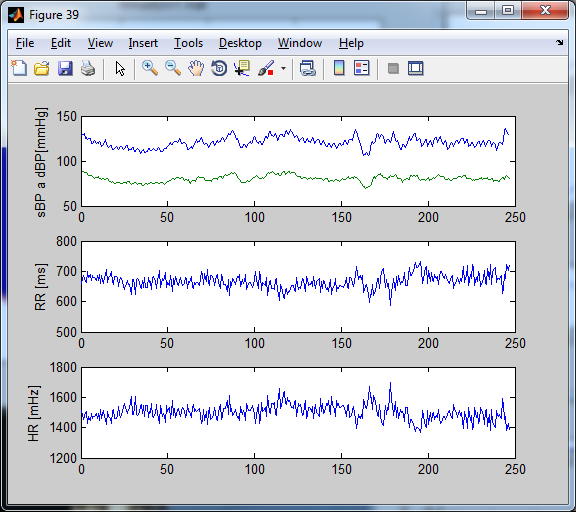 Figure 39
File Edit View Insert Tools Desktop Window Help
sBP a dBP[mmHg]
150
100
50
0 50 100 150 200 250
RR [ms]
800
700
600
500
0 50 100 150 200 250
HR [mHz]
1800
1600
1400
1200
0 50 100 150 200 250